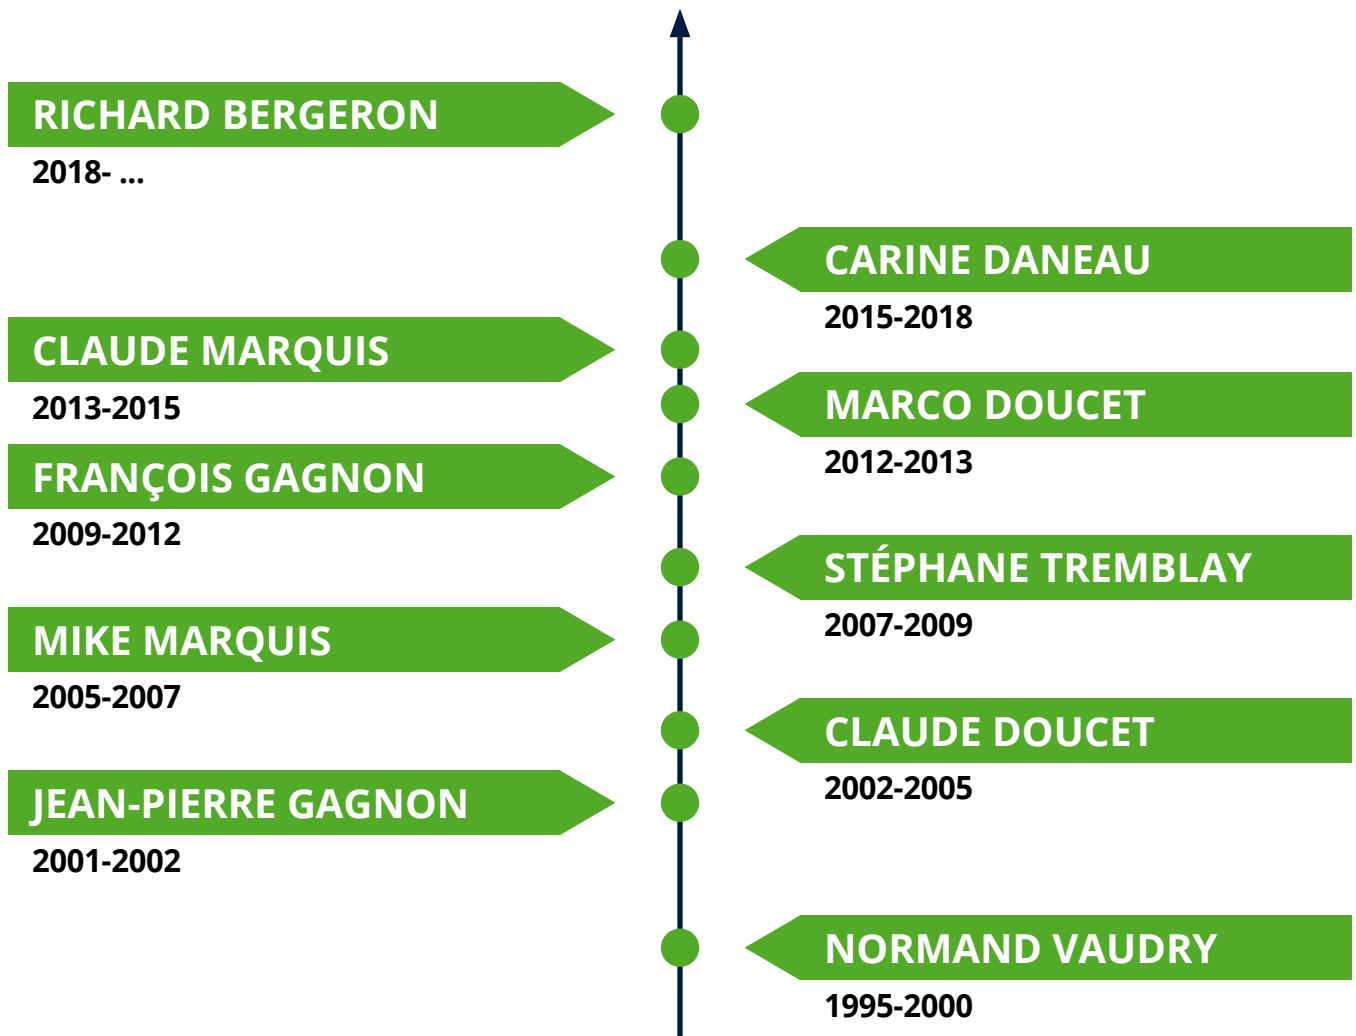 RICHARD BERGERON
2018- ...
CARINE DANEAU
2015-2018
CLAUDE MARQUIS
2013-2015
MARCO DOUCET
2012-2013
FRANÇOIS GAGNON
2009-2012
STÉPHANE TREMBLAY
2007-2009
MIKE MARQUIS
2005-2007
CLAUDE DOUCET
2002-2005
JEAN-PIERRE GAGNON
2001-2002
NORMAND VAUDRY
1995-2000